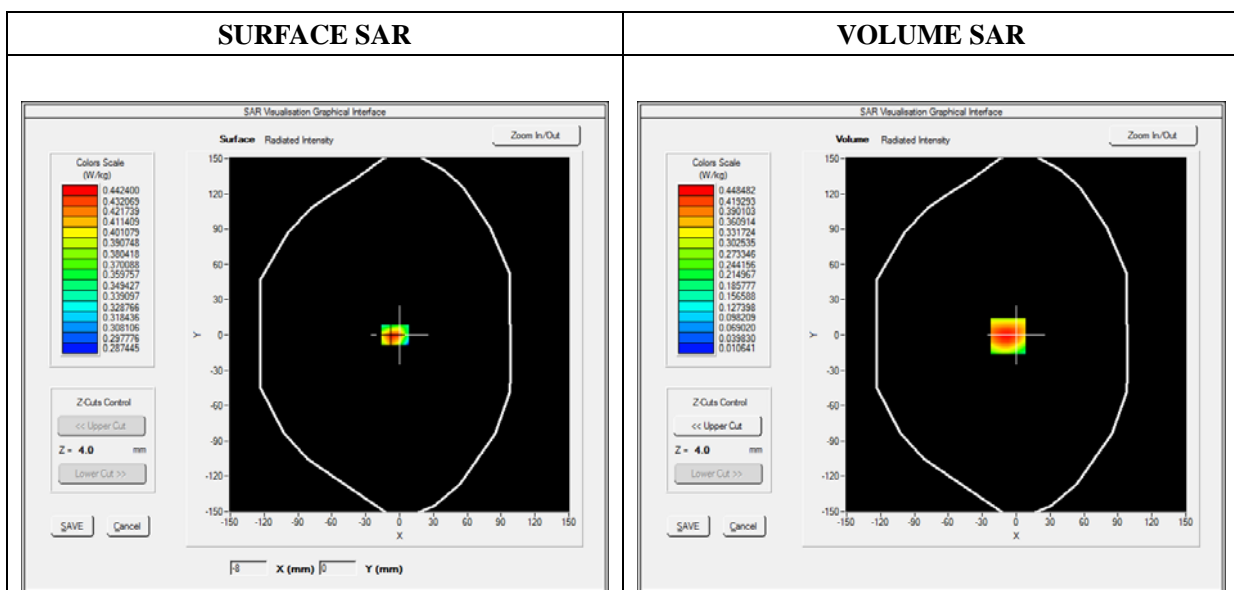 SURFACE SAR
VOLUME SAR
SAR Visualisation Graphical Interface
Surface Radiated Intensity
Zoom In/Out
Colors Scale
(W/kg)
0.442400
0.432069
0.421739
0.411409
0.401079
0.390748
0.380418
0.370088
0.359757
0.349427
0.339097
0.328766
0.318436
0.308106
0.297776
0.287445
Z-Cuts Control
<< Upper Cut
Z = 4.0 mm
Lower Cut >>
SAVE Cancel
150
120
90
60
30
0
-30
-60
-90
-120
-150
Y
-150 -120 -90 -60 -30 0 30 60 90 120 150
X
-8 X (mm) 0 Y (mm)
SAR Visualisation Graphical Interface
Volume Radiated Intensity
Zoom In/Out
Colors Scale
(W/kg)
0.448482
0.419293
0.390103
0.360914
0.331724
0.302535
0.273346
0.244156
0.214967
0.185777
0.156588
0.127398
0.098209
0.069020
0.039830
0.010641
Z-Cuts Control
<< Upper Cut
Z = 4.0 mm
Lower Cut >>
SAVE Cancel
150
120
90
60
30
0
-30
-60
-90
-120
-150
Y
-150 -120 -90 -60 -30 0 30 60 90 120 150
X